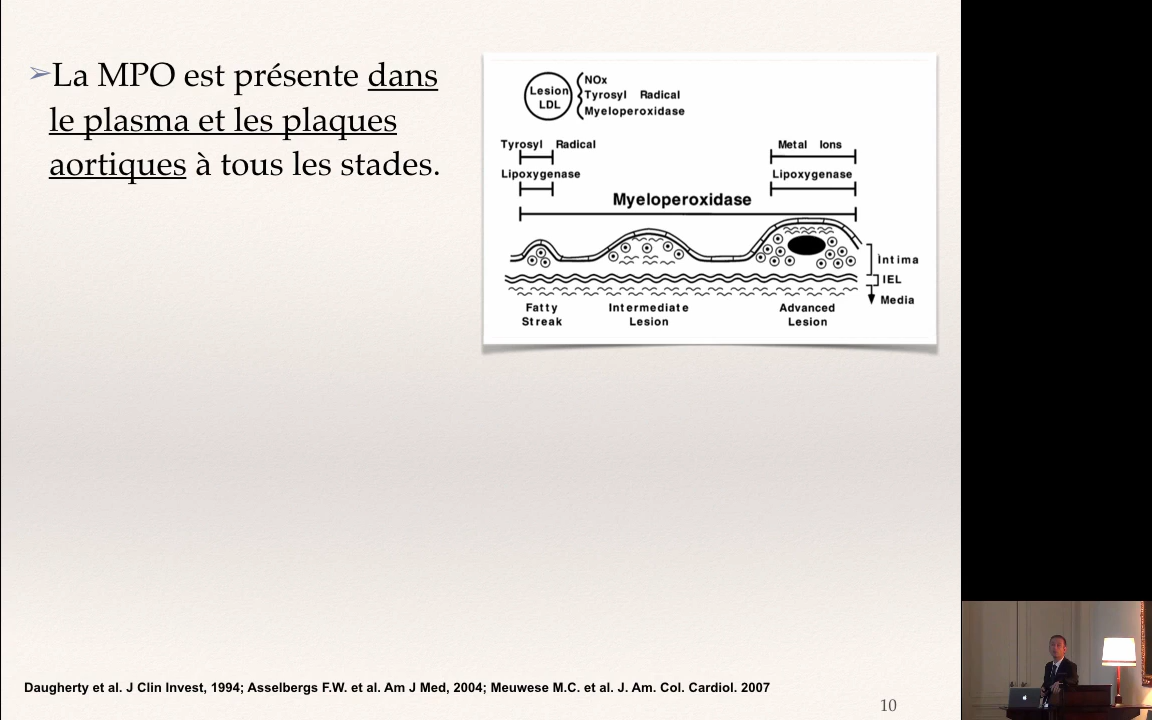 ➢La MPO est présente dans
le plasma et les plaques
aortiques à tous les stades.
Lesion
LDL
NOx
Tyrosyl Radical
Myeloperoxidase
Tyrosyl Radical
Lipoxygenase
Metal Ions
Lipoxygenase
Myeloperoxidase
Intima
IEL
Media
Fatty
Streak
Intermediate
Lesion
Advanced
Lesion
Daugherty et al. J Clin Invest, 1994; Asselbergs F.W. et al. Am J Med, 2004; Meuwese M.C. et al. J. Am. Col. Cardiol. 2007
10